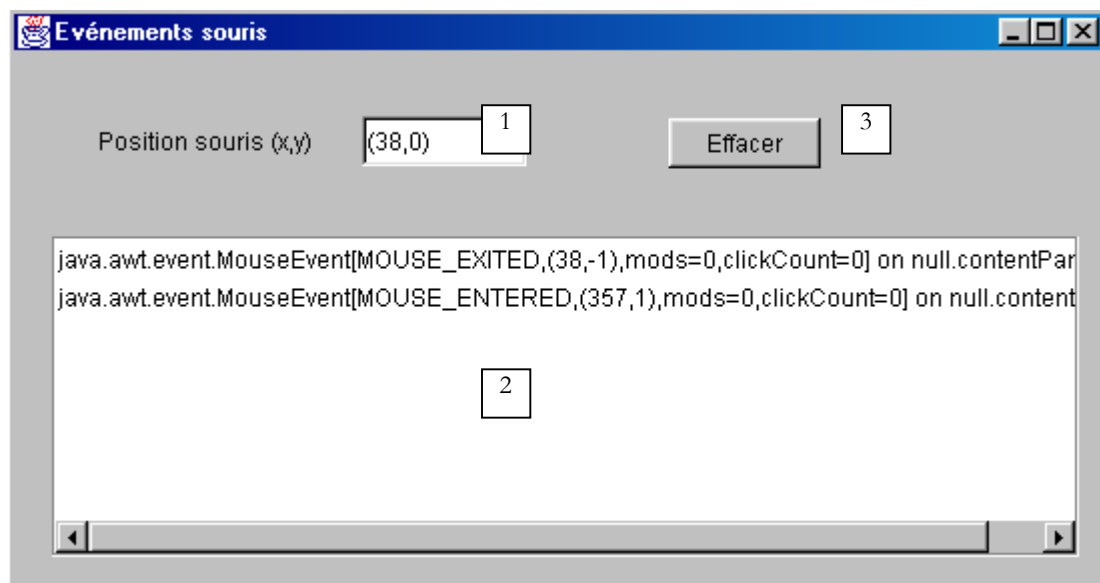 Evénements souris
Position souris (x,y) (38,0) 1 Effacer 3
java.awt.event.MouseEvent[MOUSE_EXITED,(38,-1),mods=0,clickCount=0] on null.contentPar
java.awt.event.MouseEvent[MOUSE_ENTERED,(357,1),mods=0,clickCount=0] on null.content
2